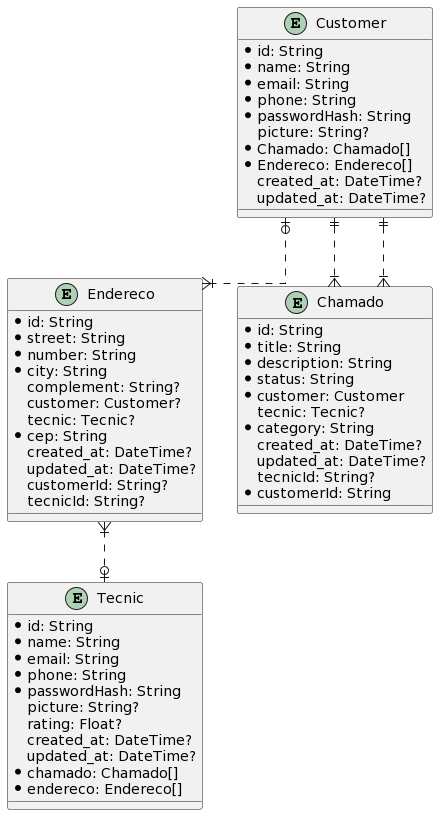 E Customer
id: String
name: String
email: String
phone: String
passwordHash: String
picture: String?
Chamado: Chamado[]
Endereco: Endereco[]
created_at: DateTime?
updated_at: DateTime?
E Endereco
id: String
street: String
number: String
city: String
complement: String?
customer: Customer?
tecnic: Tecnic?
cep: String
created_at: DateTime?
updated_at: DateTime?
customerId: String?
tecnicId: String?
E Chamado
id: String
title: String
description: String
status: String
customer: Customer
tecnic: Tecnic?
category: String
created_at: DateTime?
updated_at: DateTime?
tecnicId: String?
customerId: String
E Tecnic
id: String
name: String
email: String
phone: String
passwordHash: String
picture: String?
rating: Float?
created_at: DateTime?
updated_at: DateTime?
chamado: Chamado[]
endereco: Endereco[]